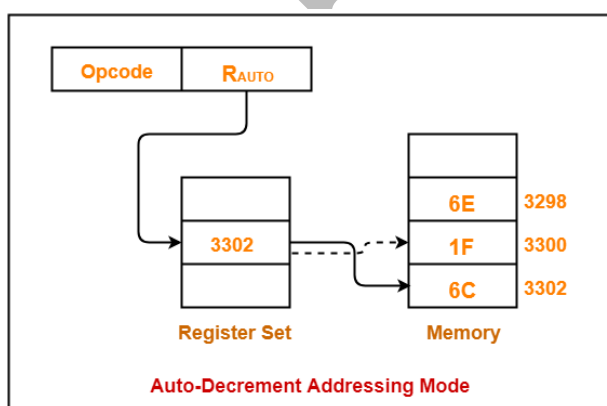 Opcode RAUTO
6E 3298
3302 1F 3300
6C 3302
Register Set Memory
Auto-Decrement Addressing Mode